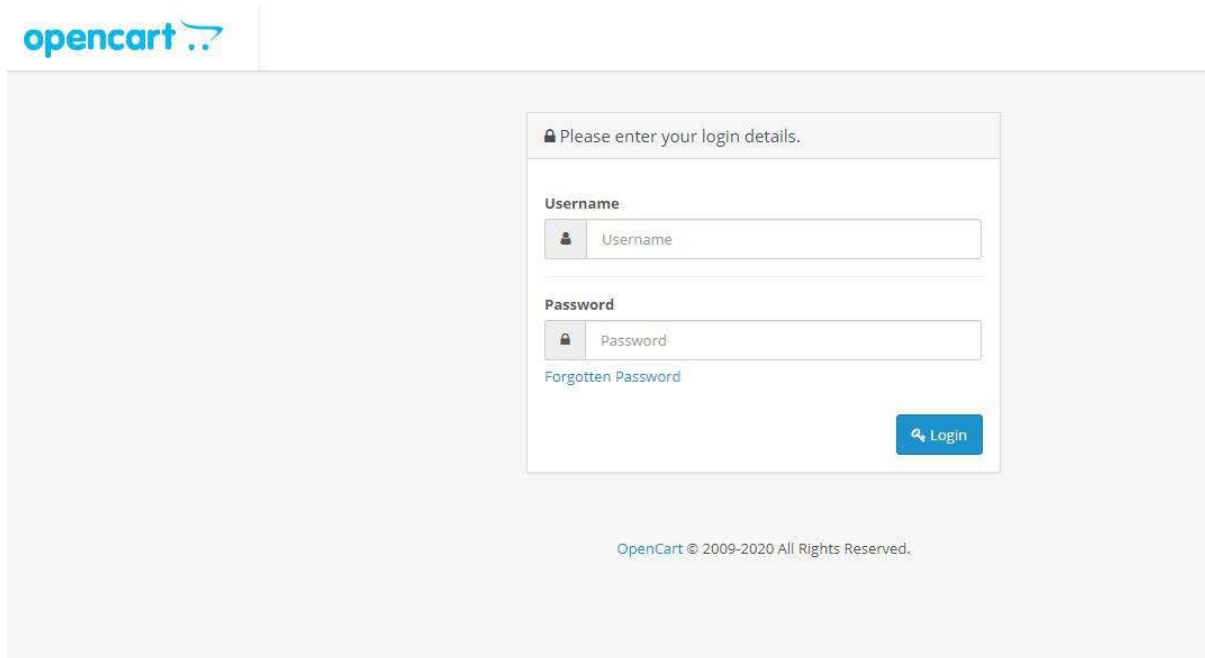 opencart
Please enter your login details.
Username
Username
Password
Password
Forgotten Password
Login
OpenCart © 2009-2020 All Rights Reserved.